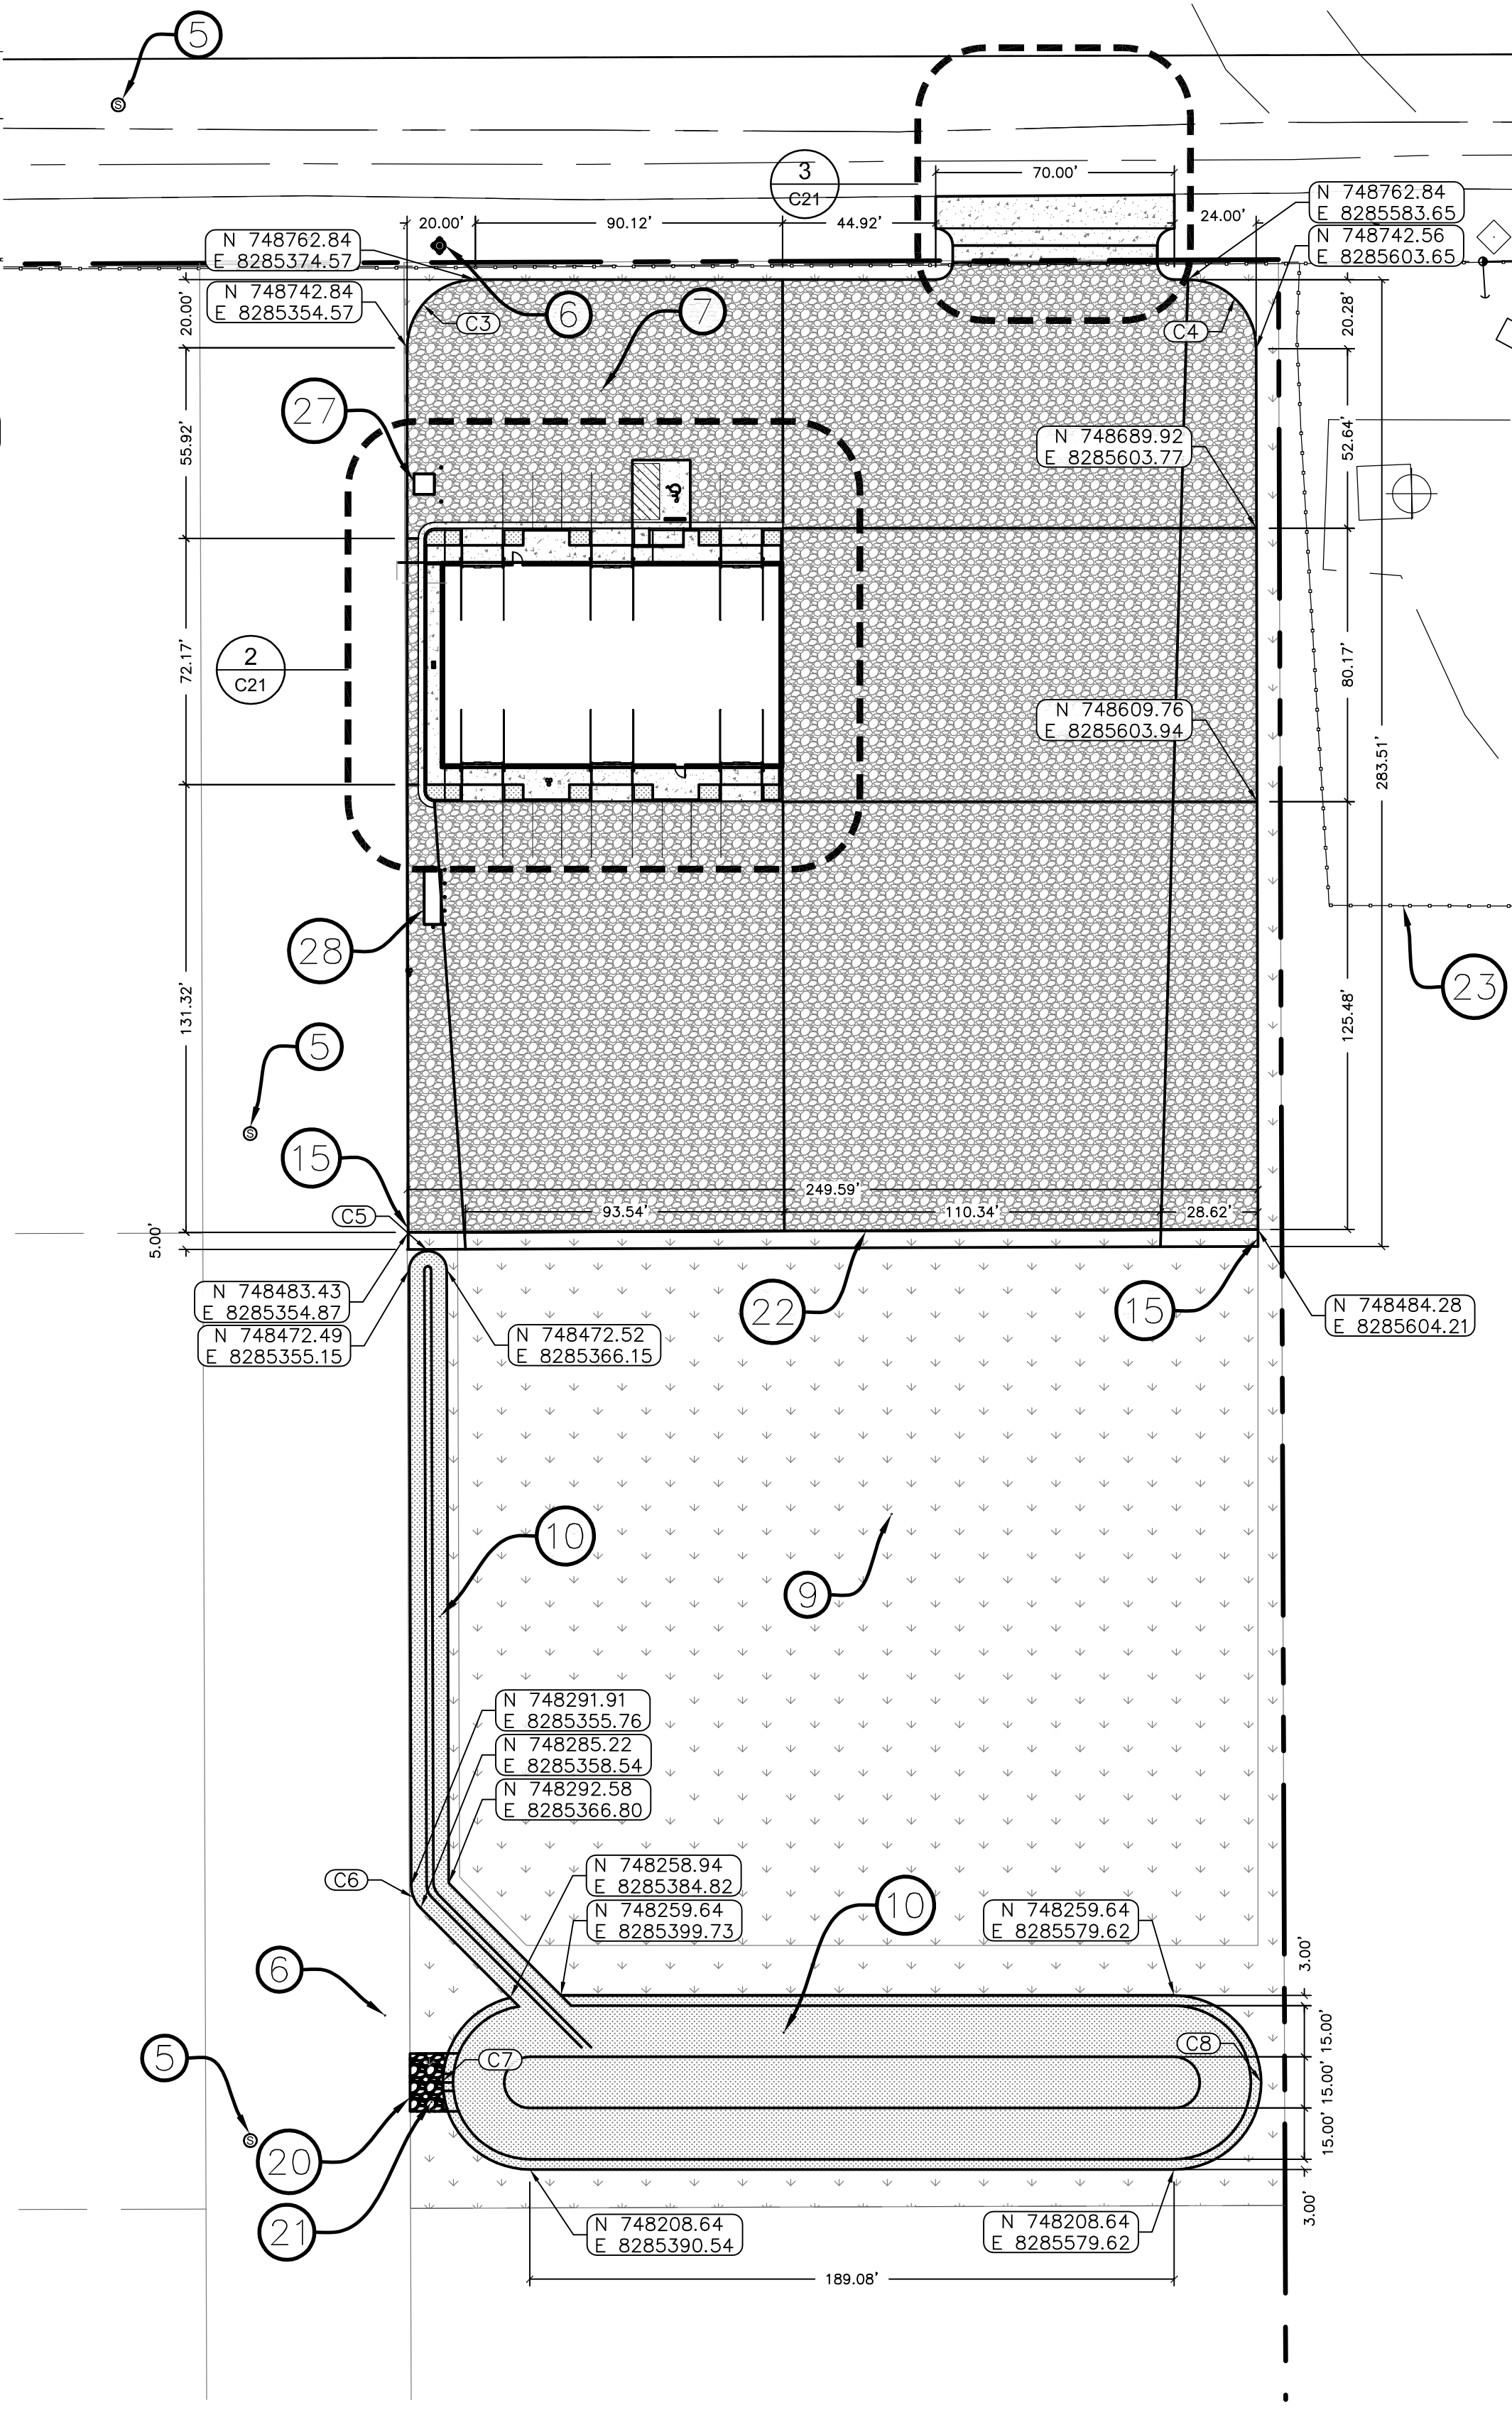 5
3
C21
70.00'
N 748762.84
E 8285583.65
20.00'
90.12'
44.92'
24.00'
N 748762.84
E 8285374.57
N 748742.56
E 8285603.65
N 748742.84
E 8285354.57
20.00'
C3
6
7
C4
20.28'
27
55.92'
N 748689.92
E 8285603.77
52.64'
2
C21
72.17'
80.17'
N 748609.76
E 8285603.94
283.51'
28
23
131.32'
125.48'
5
S
15
249.59'
C5
93.54'
110.34'
28.62'
5.00'
N 748483.43
E 8285354.87
22
15
N 748484.28
E 8285604.21
N 748472.49
E 8285355.15
N 748472.52
E 8285366.15
10
9
N 748291.91
E 8285355.76
N 748285.22
E 8285358.54
N 748292.58
E 8285366.80
C6
N 748258.94
E 8285384.82
10
N 748259.64
E 8285399.73
N 748259.64
E 8285579.62
6
3.00'
5
C7
C8
15.00'
15.00'
15.00'
S
20
21
3.00'
N 748208.64
E 8285390.54
N 748208.64
E 8285579.62
189.08'
S